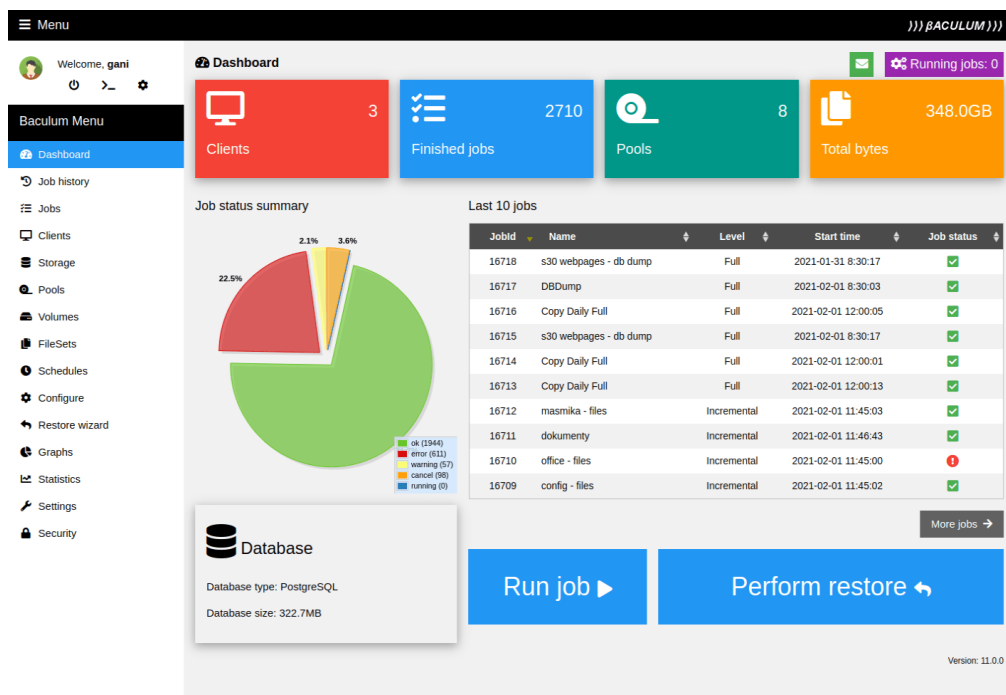 Menu
))) βACULUM )))
Welcome, gani
Baculum Menu
Dashboard
Job history
Jobs
Clients
Storage
Pools
Volumes
FileSets
Schedules
Configure
Restore wizard
Graphs
Statistics
Settings
Security
Dashboard
Running jobs: 0
3
Clients
2710
Finished jobs
8
Pools
348.0GB
Total bytes
Job status summary
2.1% 3.6%
22.5%
ok (1944)
error (611)
warning (57)
cancel (98)
running (0)
Last 10 jobs
JobId Name Level Start time Job status
16718 s30 webpages - db dump Full 2021-01-31 8:30:17
16717 DBDump Full 2021-02-01 8:30:03
16716 Copy Daily Full Full 2021-02-01 12:00:05
16715 s30 webpages - db dump Full 2021-02-01 8:30:17
16714 Copy Daily Full Full 2021-02-01 12:00:01
16713 Copy Daily Full Full 2021-02-01 12:00:13
16712 masmika - files Incremental 2021-02-01 11:45:03
16711 dokumenty Incremental 2021-02-01 11:46:43
16710 office - files Incremental 2021-02-01 11:45:00
16709 config - files Incremental 2021-02-01 11:45:02
More jobs
Database
Database type: PostgreSQL
Database size: 322.7MB
Run job
Perform restore
Version: 11.0.0